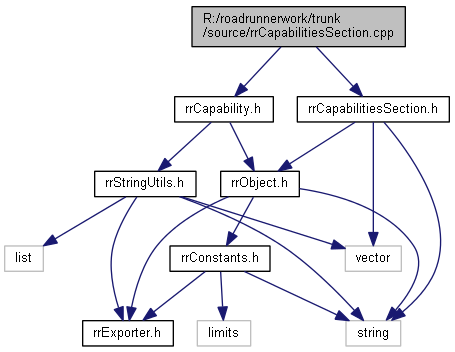 R:/roadrunnerwork/trunk
/source/rrCapabilitiesSection.cpp
rrCapability.h
rrCapabilitiesSection.h
rrStringUtils.h
rrObject.h
list
rrConstants.h
vector
rrExporter.h
limits
string